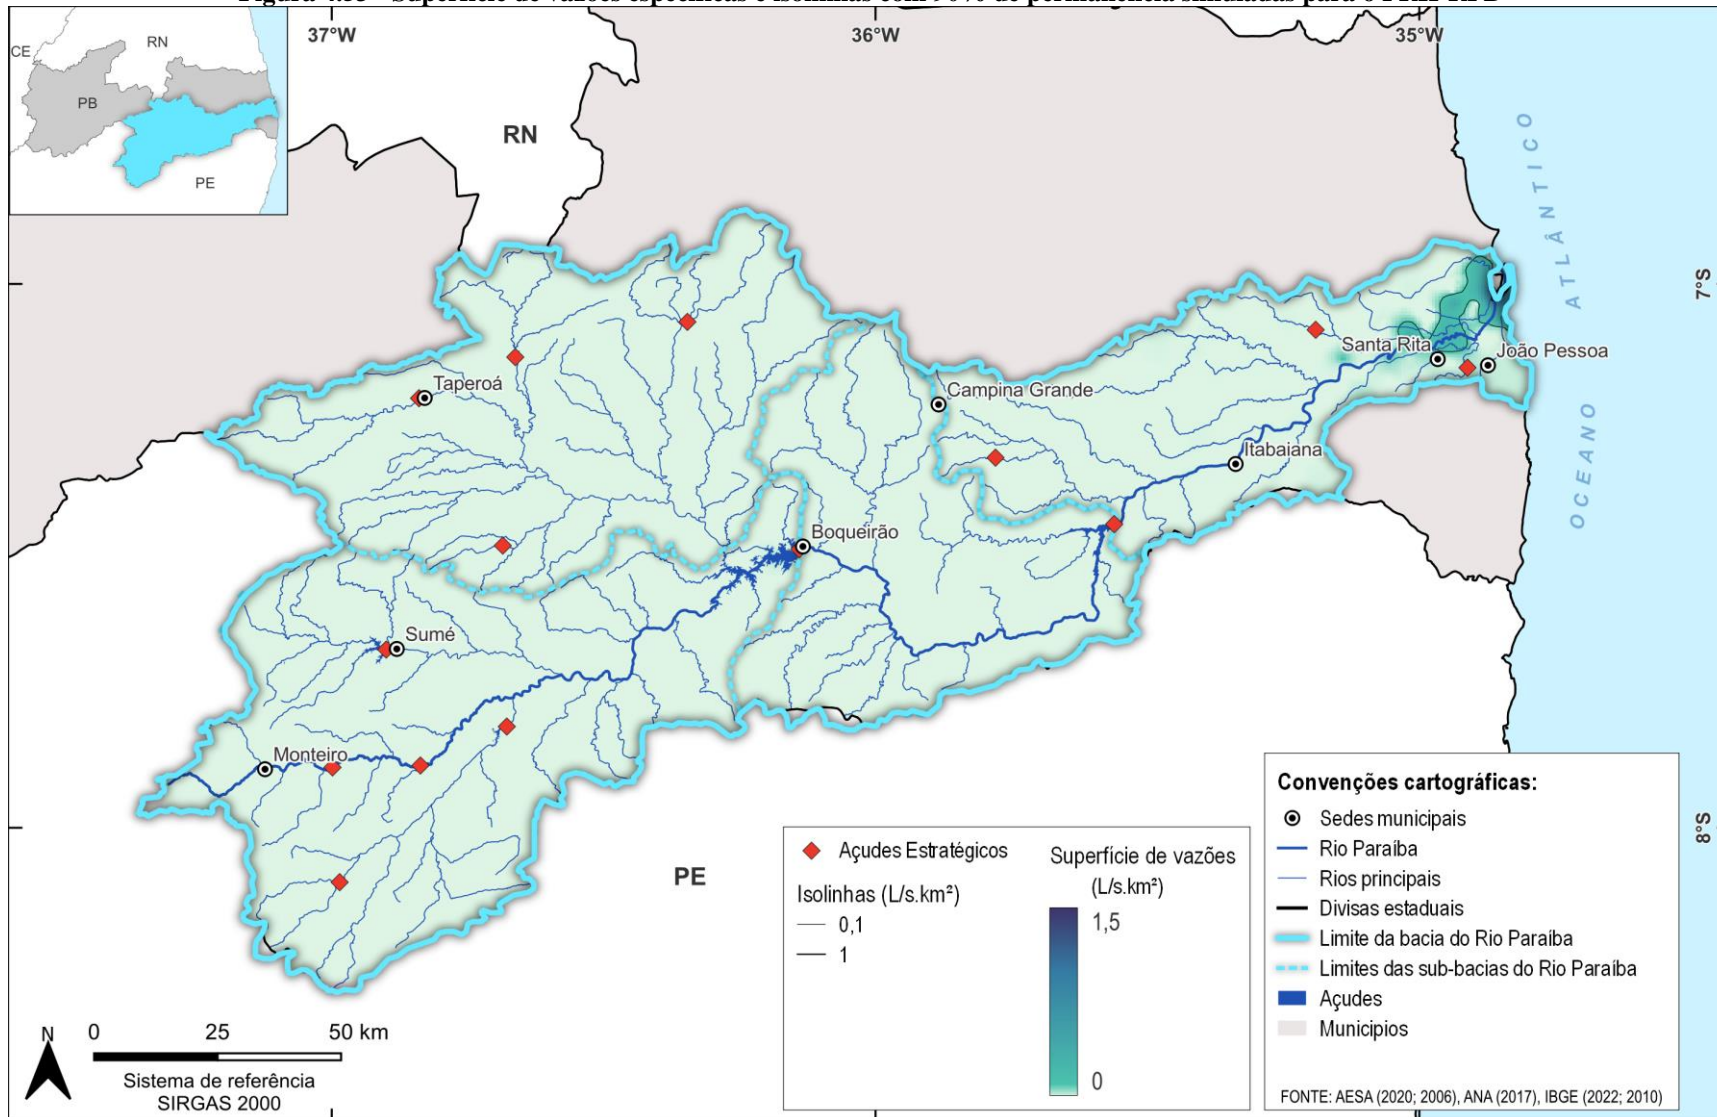 37°W
36°W
35°W
CE
RN
PB
PE
RN
OCEANO ATLÂNTICO
7°S
Santa Rita
João Pessoa
Taperoá
Campina Grande
Itabaiana
Boqueirão
Sumé
Monteiro
8°S
PE
Açudes Estratégicos
Isolinhas (L/s.km²)
0,1
1
Superfície de vazões
(L/s.km²)
1,5
0
Convenções cartográficas:
Sedes municipais
Rio Paraíba
Rios principais
Divisas estaduais
Limite da bacia do Rio Paraíba
Limites das sub-bacias do Rio Paraíba
Açudes
Municipios
FONTE: AESA (2020; 2006), ANA (2017), IBGE (2022; 2010)
N
0 25 50 km
Sistema de referência
SIRGAS 2000